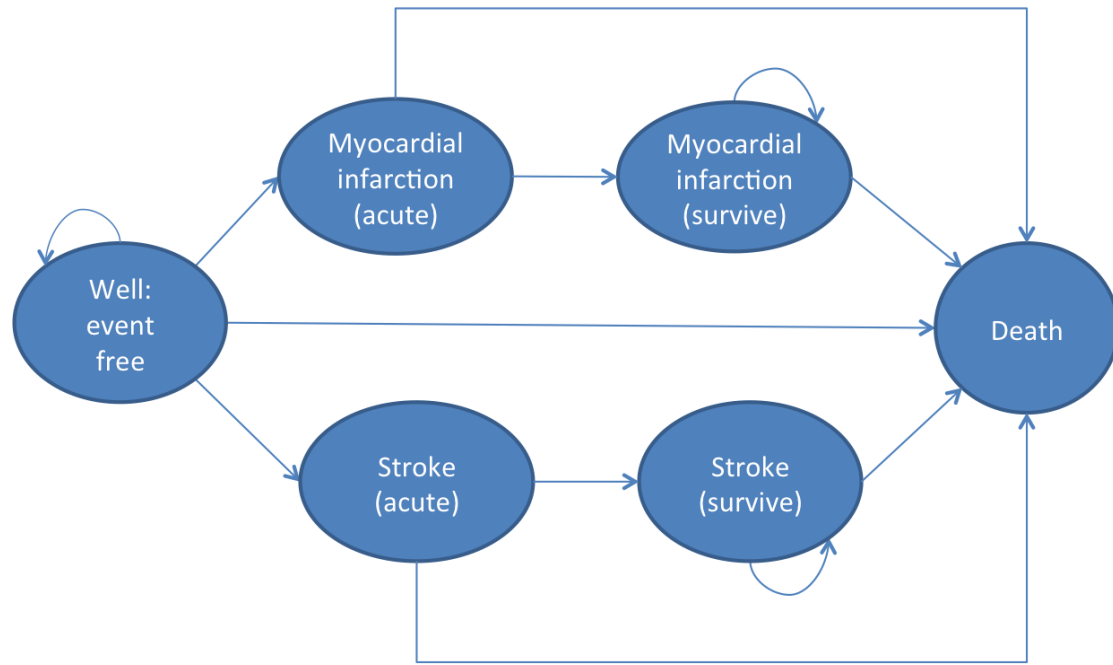 Well:
event
free
Myocardial
infarction
(acute)
Myocardial
infarction
(survive)
Stroke
(acute)
Stroke
(survive)
Death